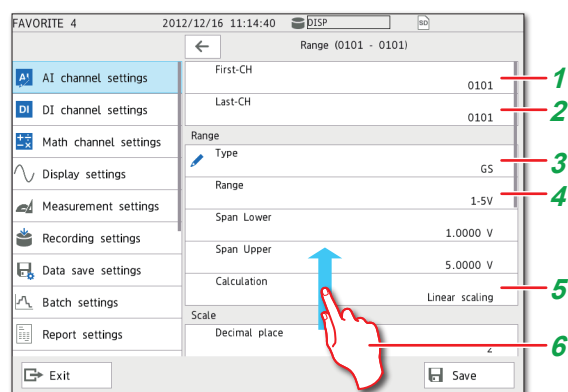 FAVORITE 4 2012/12/16 11:14:40 DISP SD
Range (0101 - 0101)
AI AI channel settings
DI DI channel settings
Math channel settings
Display settings
Measurement settings
Recording settings
Data save settings
Batch settings
Report settings
Exit
First-CH
0101
1
Last-CH
0101
2
Range
Type
GS
3
Range
1-5V
4
Span Lower
1.0000 V
Span Upper
5.0000 V
Calculation
Linear scaling
5
Scale
Decimal place
2
6
Save